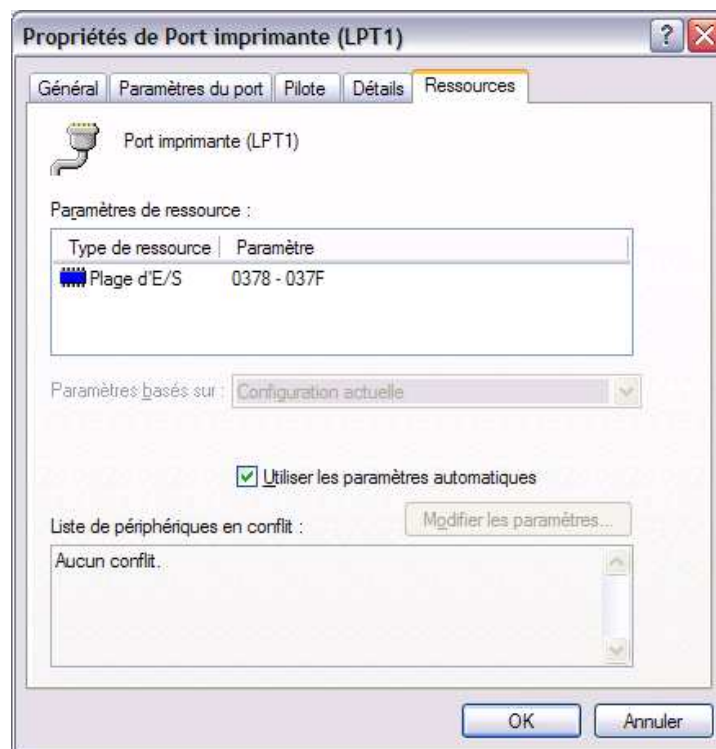 Propriétés de Port imprimante (LPT1)
Général Paramètres du port Pilote Détails Ressources
Port imprimante (LPT1)
Paramètres de ressource :
Type de ressource Paramètre
Plage d'E/S 0378 - 037F
Paramètres basés sur : Configuration actuelle
Utiliser les paramètres automatiques
Liste de périphériques en conflit : Modifier les paramètres...
Aucun conflit.
OK Annuler